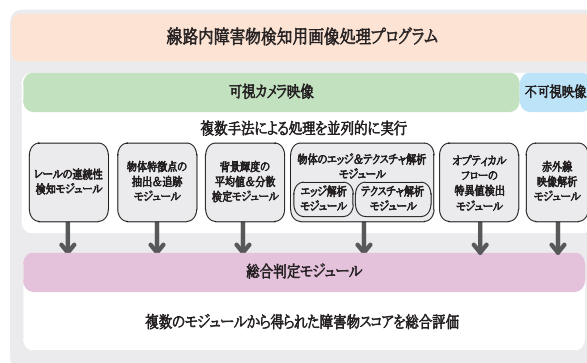 線路内障害物検知用画像処理プログラム
可視カメラ映像
不可視映像
複数手法による処理を並列的に実行
レールの連続性
検知モジュール
物体特徴点の
抽出&追跡
モジュール
背景輝度の
平均値&分散
検定モジュール
物体のエッジ&テクスチャ解析
モジュール
エッジ解析
モジュール
テクスチャ解析
モジュール
オプティカル
フローの
特異値検出
モジュール
赤外線
映像解析
モジュール
総合判定モジュール
複数のモジュールから得られた障害物スコアを総合評価